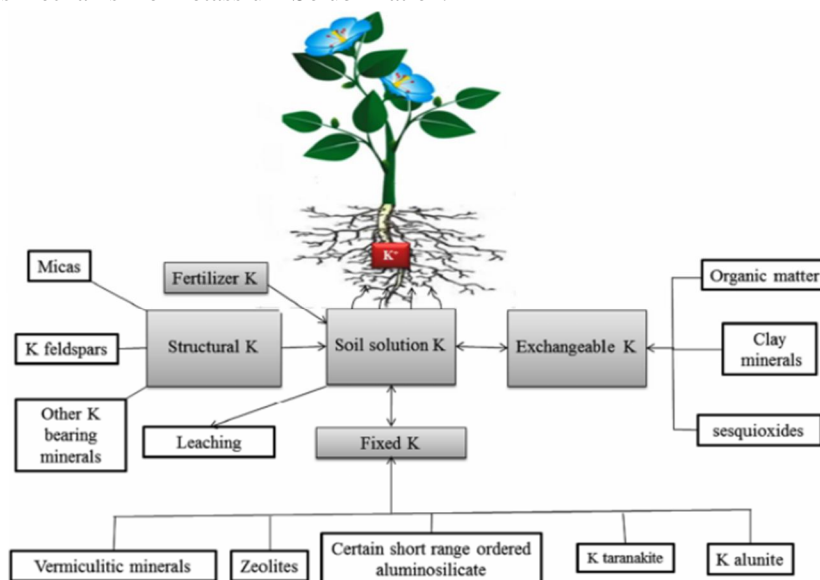 K⁺
Micas
Fertilizer K
Organic matter
K feldspars
Structural K
Soil solution K
Exchangeable K
Clay
minerals
Other K
bearing
minerals
Leaching
Fixed K
sesquioxides
Vermiculitic minerals
Zeolites
Certain short range ordered
aluminosilicate
K taranakite
K alunite